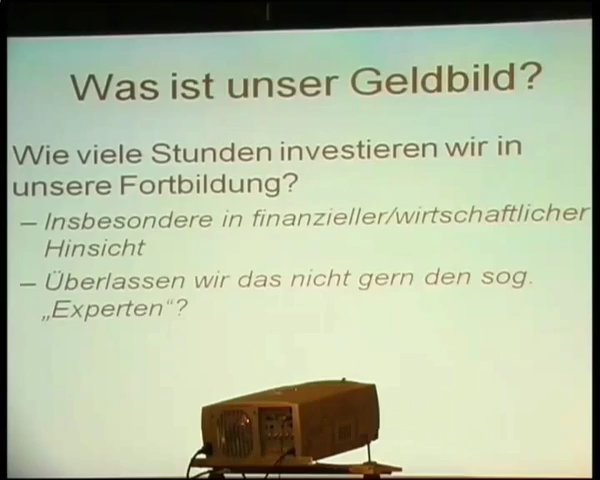 Was ist unser Geldbild?
Wie viele Stunden investieren wir in
unsere Fortbildung?
– Insbesondere in finanzieller/wirtschaftlicher
Hinsicht
– Überlassen wir das nicht gern den sog.
„Experten“?